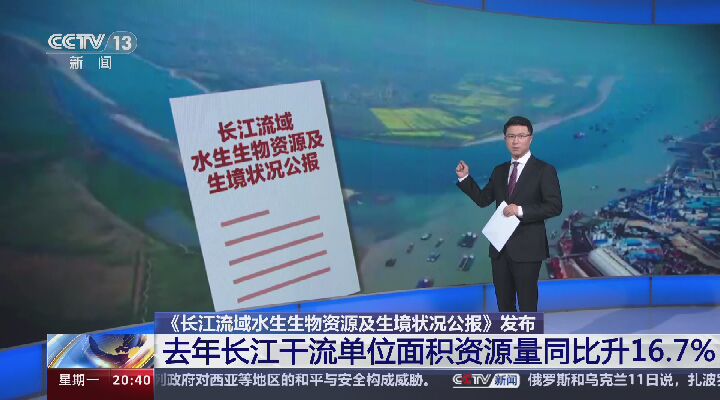 CCTV 13
新闻
长江流域
水生生物资源及
生境状况公报
《长江流域水生生物资源及生境状况公报》发布
去年长江干流单位面积资源量同比升16.7%
星期一 20:40 列政府对西亚等地区的和平与安全构成威胁。 CCTV 新闻 俄罗斯和乌克兰11日说，扎波